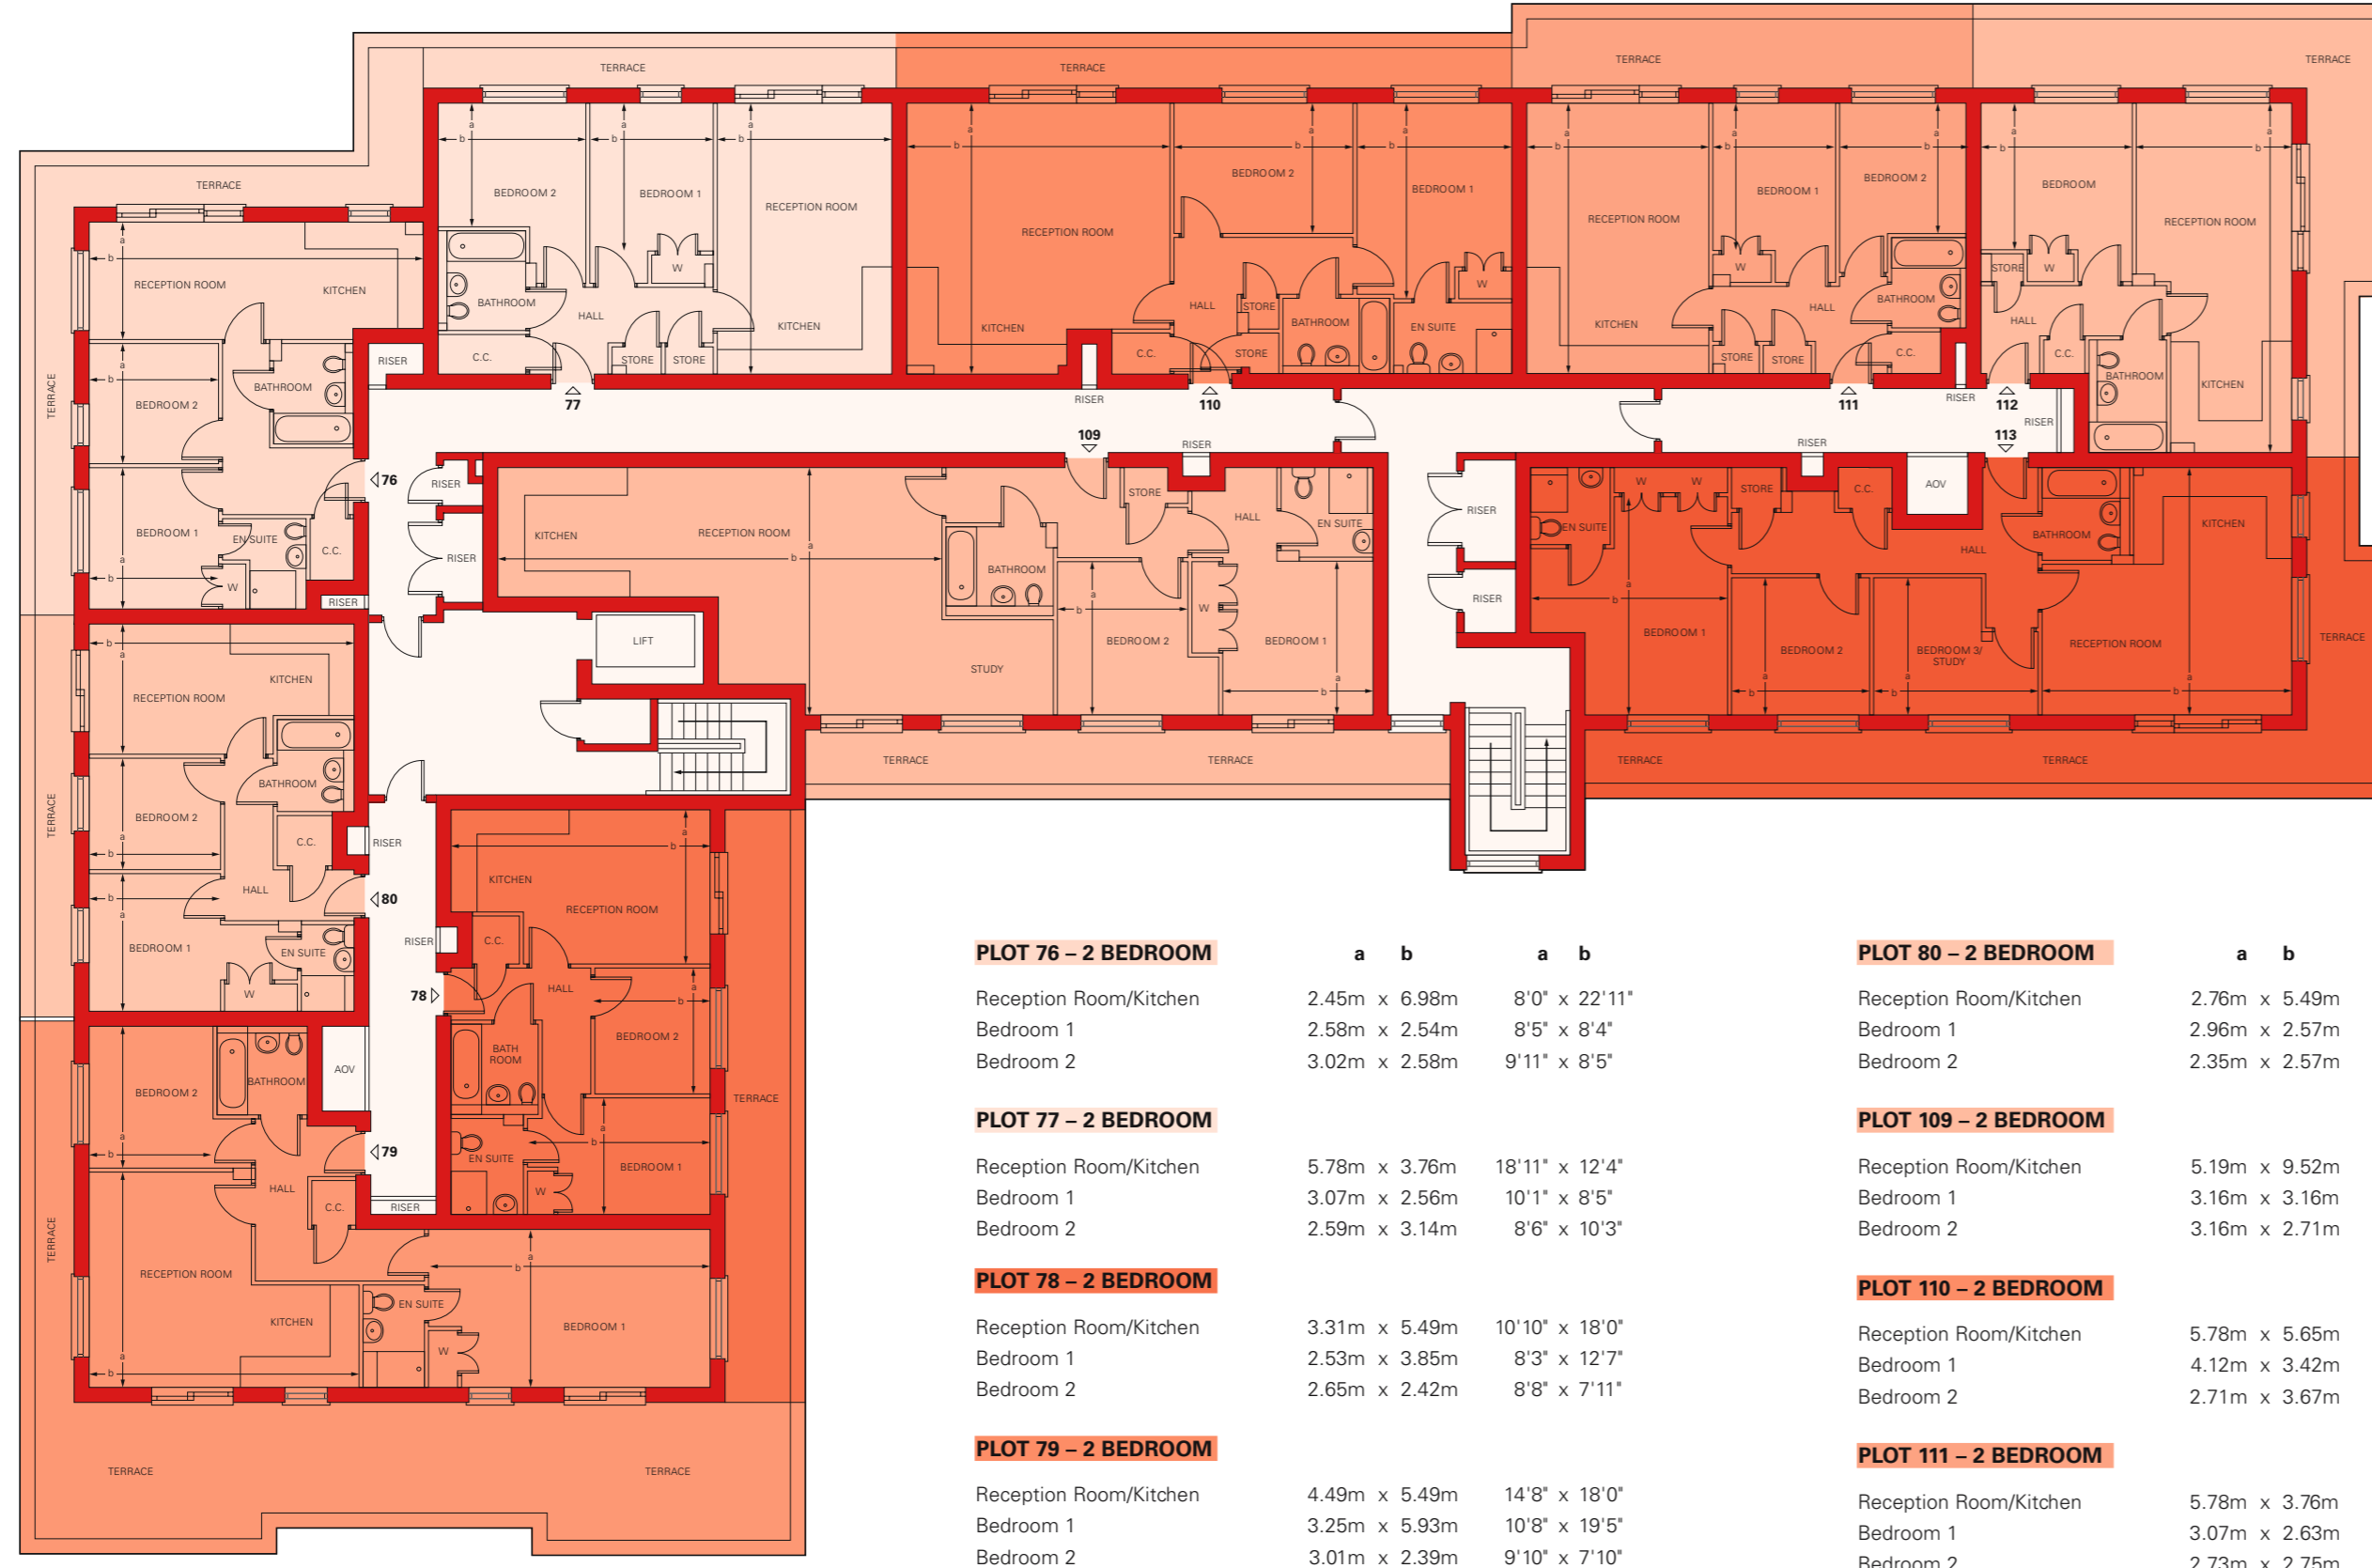 TERRACE
TERRACE
TERRACE
TERRACE
TERRACE
a
b
BEDROOM 2
a
b
BEDROOM 1
a
b
RECEPTION ROOM
W
BATHROOM
HALL
KITCHEN
C.C.
STORE
STORE
77
a
b
RECEPTION ROOM
a
b
BEDROOM 2
a
b
BEDROOM 1
W
HALL
STORE
BATHROOM
EN SUITE
KITCHEN
C.C.
STORE
RISER
110
a
b
RECEPTION ROOM
a
b
BEDROOM 1
a
b
BEDROOM 2
W
HALL
BATHROOM
KITCHEN
STORE
STORE
C.C.
111
RISER
a
b
BEDROOM
a
b
RECEPTION ROOM
STORE
W
HALL
C.C.
BATHROOM
KITCHEN
112
RISER
TERRACE
a
b
RECEPTION ROOM
KITCHEN
RISER
a
b
BEDROOM 2
BATHROOM
TERRACE
BEDROOM 1
a
b
EN SUITE
C.C.
W
76
RISER
RISER
RISER
109
RISER
KITCHEN
RECEPTION ROOM
a
b
BATHROOM
STORE
HALL
EN SUITE
a
b
BEDROOM 2
W
BEDROOM 1
a
b
STUDY
LIFT
TERRACE
TERRACE
RISER
RISER
RISER
113
AOV
EN SUITE
W
W
STORE
C.C.
HALL
BATHROOM
KITCHEN
a
b
BEDROOM 1
BEDROOM 2
a
b
BEDROOM 3/
STUDY
a
b
RECEPTION ROOM
a
b
TERRACE
TERRACE
TERRACE
b
a
RECEPTION ROOM
KITCHEN
TERRACE
BATHROOM
BEDROOM 2
a
b
C.C.
RISER
HALL
80
b
a
BEDROOM 1
EN SUITE
W
a
b
KITCHEN
RECEPTION ROOM
RISER
C.C.
78
HALL
a
b
BEDROOM 2
BATH
ROOM
a
b
BEDROOM 1
EN SUITE
W
TERRACE
BEDROOM 2
a
b
BATHROOM
AOV
79
HALL
C.C.
RISER
TERRACE
RECEPTION ROOM
KITCHEN
a
b
EN SUITE
W
a
b
BEDROOM 1
TERRACE
TERRACE
PLOT 76 – 2 BEDROOM a b a b
Reception Room/Kitchen 2.45m x 6.98m 8'0" x 22'11"
Bedroom 1 2.58m x 2.54m 8'5" x 8'4"
Bedroom 2 3.02m x 2.58m 9'11" x 8'5"
PLOT 77 – 2 BEDROOM
Reception Room/Kitchen 5.78m x 3.76m 18'11" x 12'4"
Bedroom 1 3.07m x 2.56m 10'1" x 8'5"
Bedroom 2 2.59m x 3.14m 8'6" x 10'3"
PLOT 78 – 2 BEDROOM
Reception Room/Kitchen 3.31m x 5.49m 10'10" x 18'0"
Bedroom 1 2.53m x 3.85m 8'3" x 12'7"
Bedroom 2 2.65m x 2.42m 8'8" x 7'11"
PLOT 79 – 2 BEDROOM
Reception Room/Kitchen 4.49m x 5.49m 14'8" x 18'0"
Bedroom 1 3.25m x 5.93m 10'8" x 19'5"
Bedroom 2 3.01m x 2.39m 9'10" x 7'10"
PLOT 80 – 2 BEDROOM a b
Reception Room/Kitchen 2.76m x 5.49m
Bedroom 1 2.96m x 2.57m
Bedroom 2 2.35m x 2.57m
PLOT 109 – 2 BEDROOM
Reception Room/Kitchen 5.19m x 9.52m
Bedroom 1 3.16m x 3.16m
Bedroom 2 3.16m x 2.71m
PLOT 110 – 2 BEDROOM
Reception Room/Kitchen 5.78m x 5.65m
Bedroom 1 4.12m x 3.42m
Bedroom 2 2.71m x 3.67m
PLOT 111 – 2 BEDROOM
Reception Room/Kitchen 5.78m x 3.76m
Bedroom 1 3.07m x 2.63m
Bedroom 2 2.73m x 2.75m